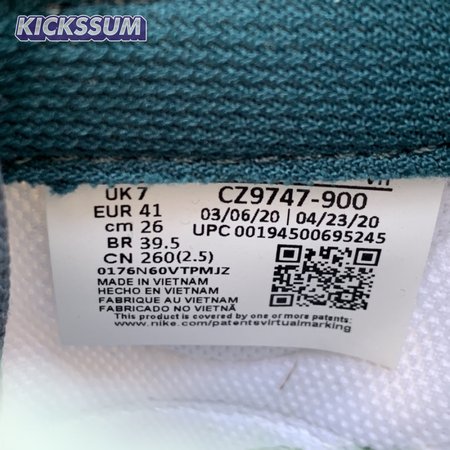 KICKSSUM
UK 7
EUR 41
cm 26
BR 39.5
CN 260(2.5)
0176N60VTPMJZ
MADE IN VIETNAM
HECHO EN VIETNAM
FABRIQUE AU VIETNAM
FABRICADO NO VIETNÃ
CZ9747-900
03/06/20 | 04/23/20
UPC 00194500695245
This product is covered by one or more patents.
www.nike.com/patentsvirtualmarking